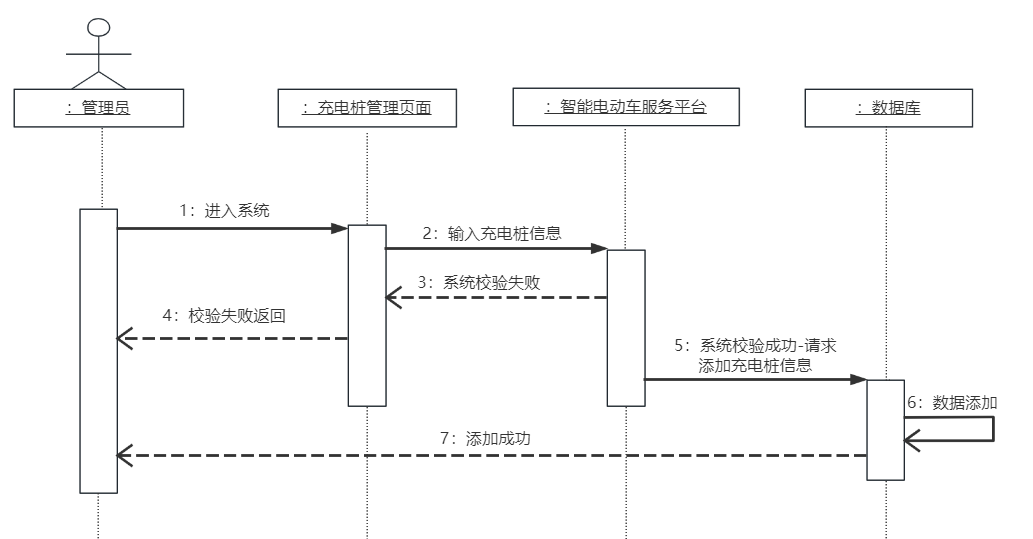 ：管理员
：充电桩管理页面
：智能电动车服务平台
：数据库
1：进入系统
2：输入充电桩信息
3：系统校验失败
4：校验失败返回
5：系统校验成功-请求
添加充电桩信息
6：数据添加
7：添加成功